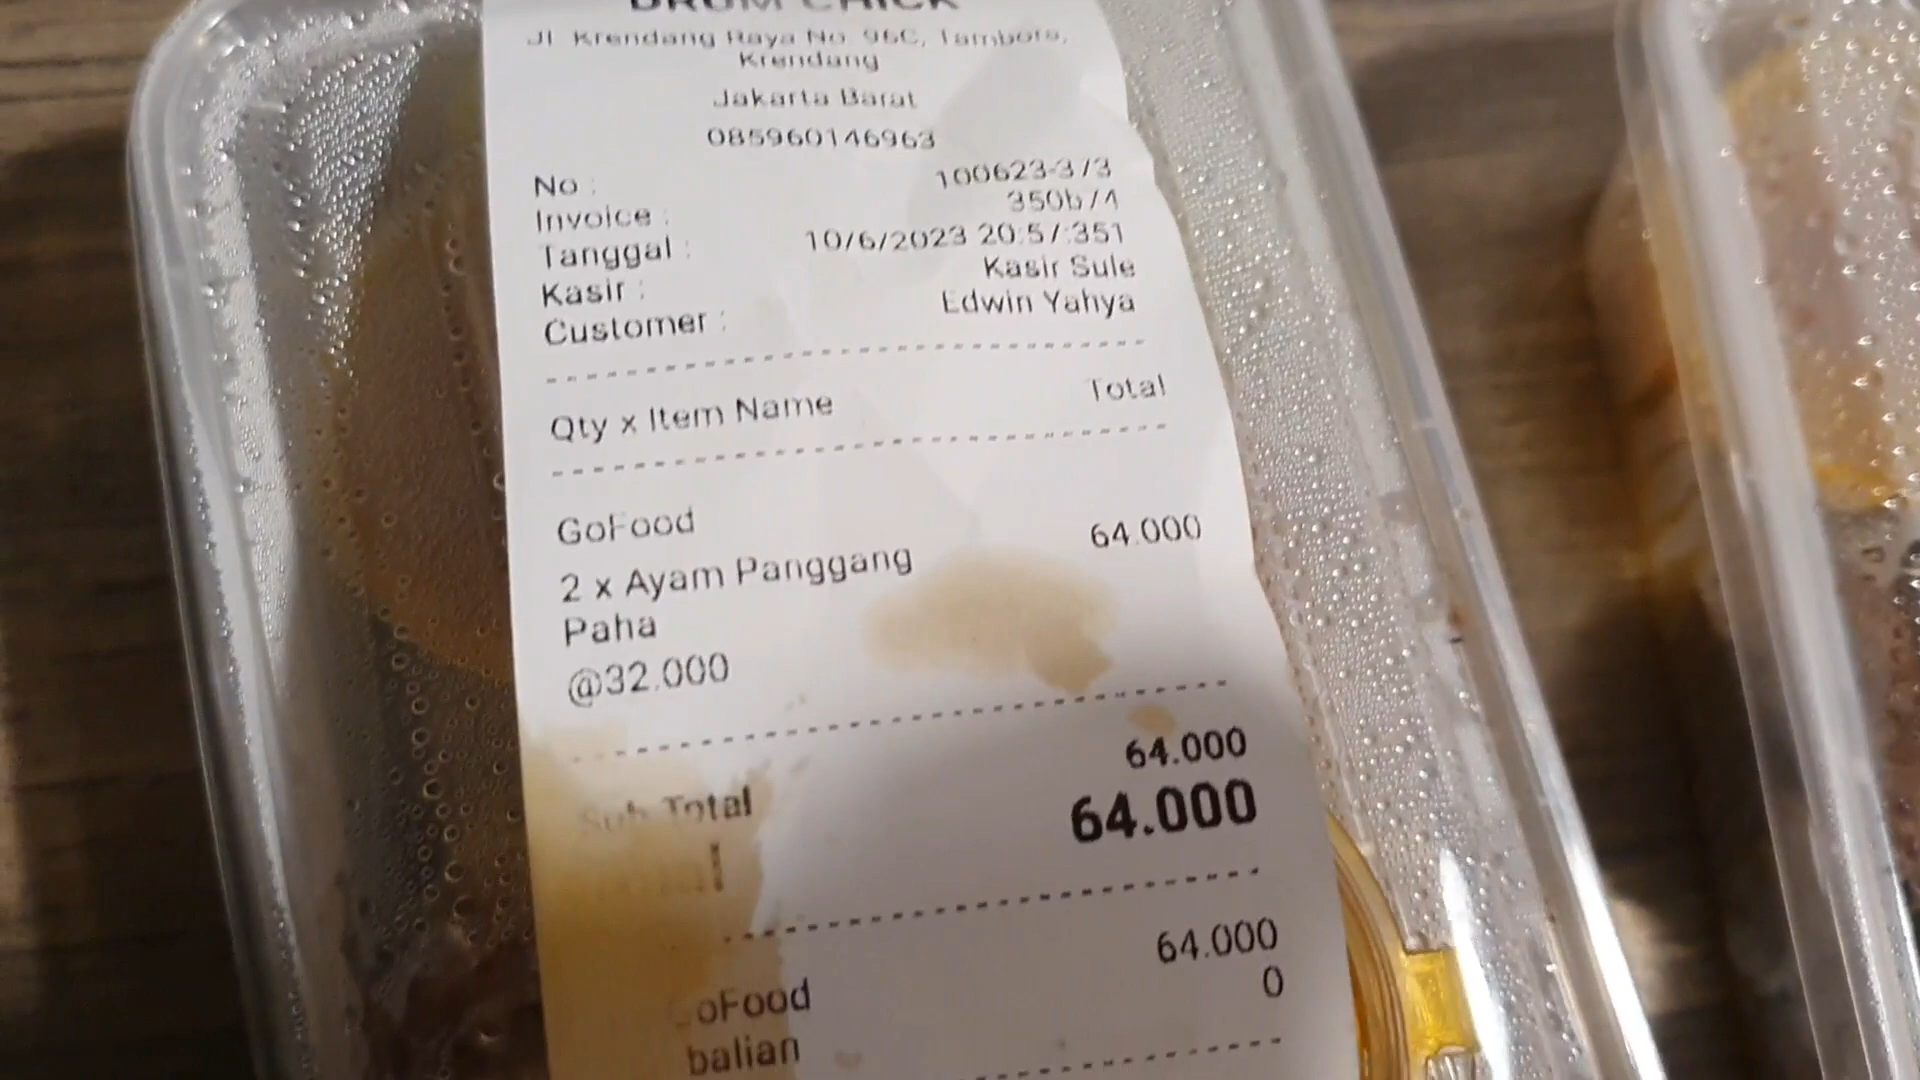 DRUM CHICK
Jl Krendang Raya No. 96C, Tambora,
Krendang
Jakarta Barat
085960146963
No : 100623-373
Invoice : 350b74
Tanggal : 10/6/2023 20:57:351
Kasir : Kasir Sule
Customer : Edwin Yahya
Qty x Item Name Total
GoFood
2 x Ayam Panggang 64.000
Paha
@32.000
Sub Total 64.000
64.000
oFood 64.000
balian 0